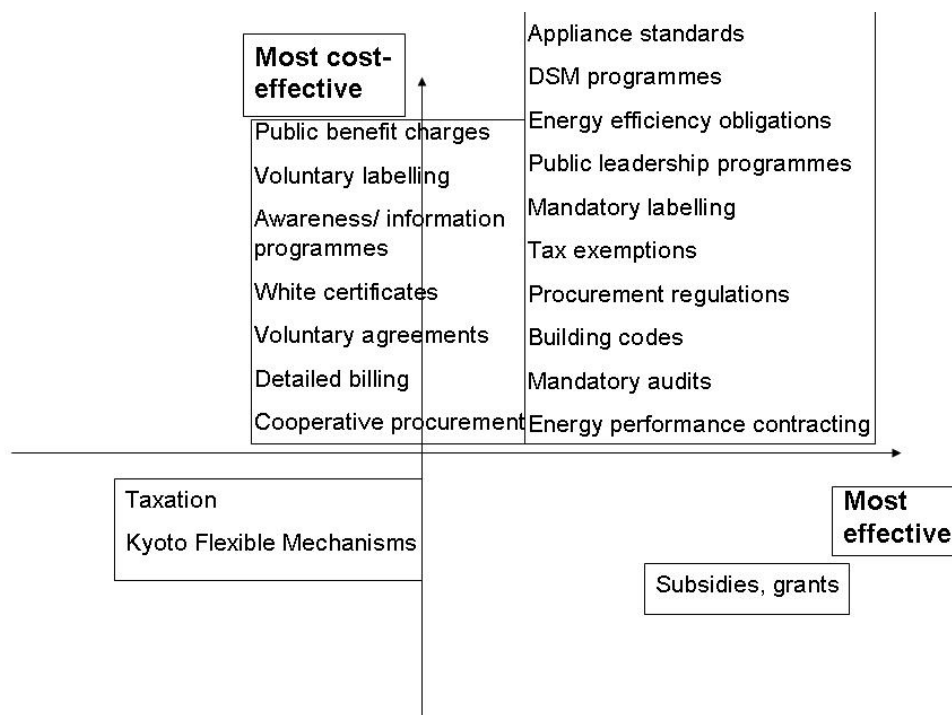 Most cost-
effective
Public benefit charges
Voluntary labelling
Awareness/ information
programmes
White certificates
Voluntary agreements
Detailed billing
Cooperative procurement
Appliance standards
DSM programmes
Energy efficiency obligations
Public leadership programmes
Mandatory labelling
Tax exemptions
Procurement regulations
Building codes
Mandatory audits
Energy performance contracting
Taxation
Kyoto Flexible Mechanisms
Most
effective
Subsidies, grants